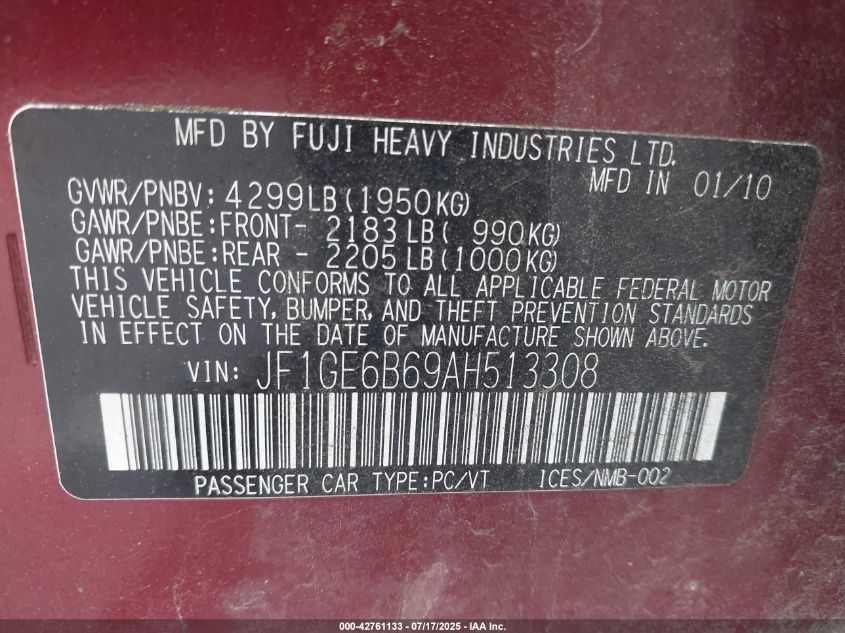 MFD BY FUJI HEAVY INDUSTRIES LTD.
MFD IN 01/10
GVWR/PNBV: 4299LB(1950KG)
GAWR/PNBE:FRONT- 2183LB( 990KG)
GAWR/PNBE:REAR - 2205LB(1000KG)
THIS VEHICLE CONFORMS TO ALL APPLICABLE FEDERAL MOTOR
VEHICLE SAFETY, BUMPER, AND THEFT PREVENTION STANDARDS
IN EFFECT ON THE DATE OF MANUFACTURE SHOWN ABOVE.
VIN: JF1GE6B69AH513308
PASSENGER CAR TYPE:PC/VT ICES/NMB-002
000-42761133 - 07/17/2025 - IAA Inc.